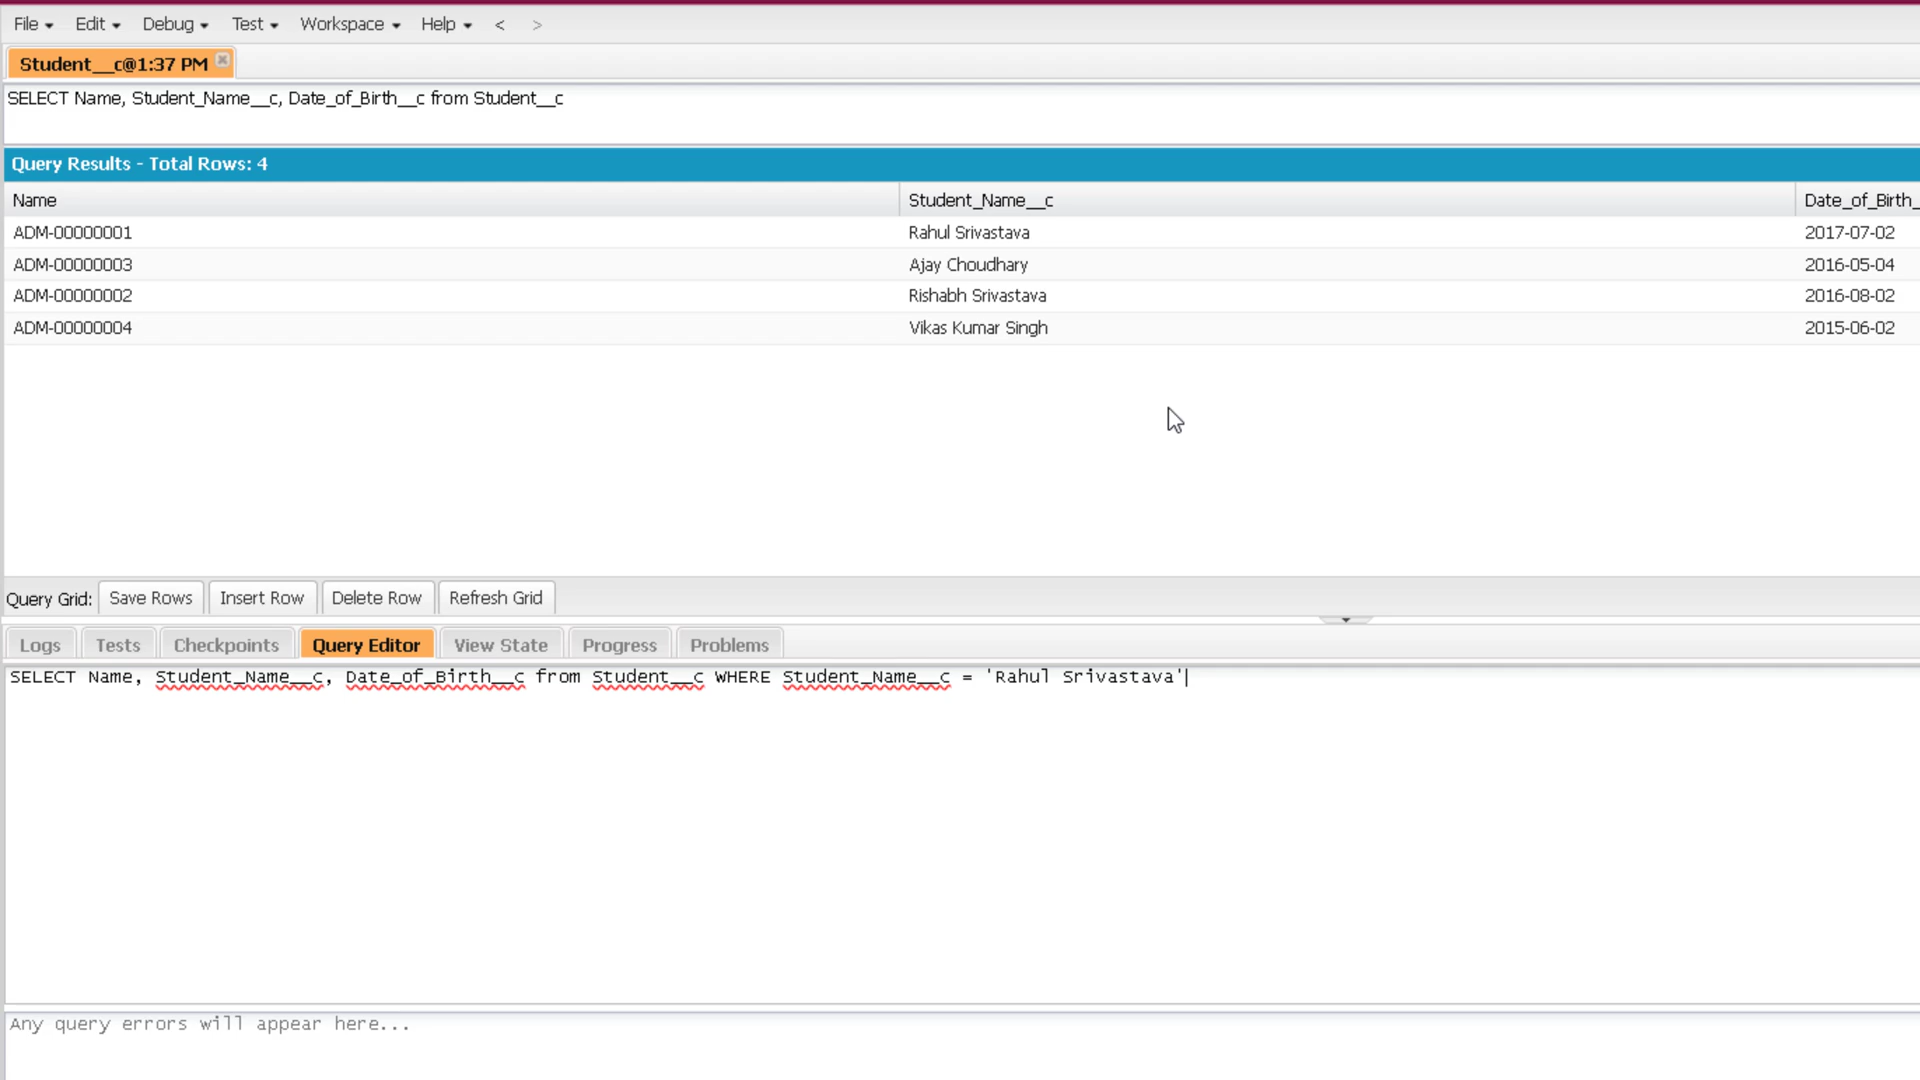 File Edit Debug Test Workspace Help < >
Student__c@1:37 PM
SELECT Name, Student_Name__c, Date_of_Birth__c from Student__c
Query Results - Total Rows: 4
Name Student_Name__c Date_of_Birth_
ADM-00000001 Rahul Srivastava 2017-07-02
ADM-00000003 Ajay Choudhary 2016-05-04
ADM-00000002 Rishabh Srivastava 2016-08-02
ADM-00000004 Vikas Kumar Singh 2015-06-02
Query Grid: Save Rows Insert Row Delete Row Refresh Grid
Logs Tests Checkpoints Query Editor View State Progress Problems
SELECT Name, Student_Name__c, Date_of_Birth__c from Student__c WHERE Student_Name__c = 'Rahul Srivastava'
Any query errors will appear here...